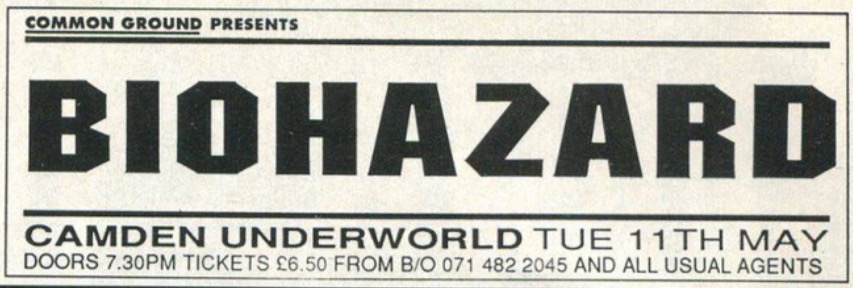 COMMON GROUND PRESENTS
BIOHAZARD
CAMDEN UNDERWORLD TUE 11TH MAY
DOORS 7.30PM TICKETS £6.50 FROM B/O 071 482 2045 AND ALL USUAL AGENTS